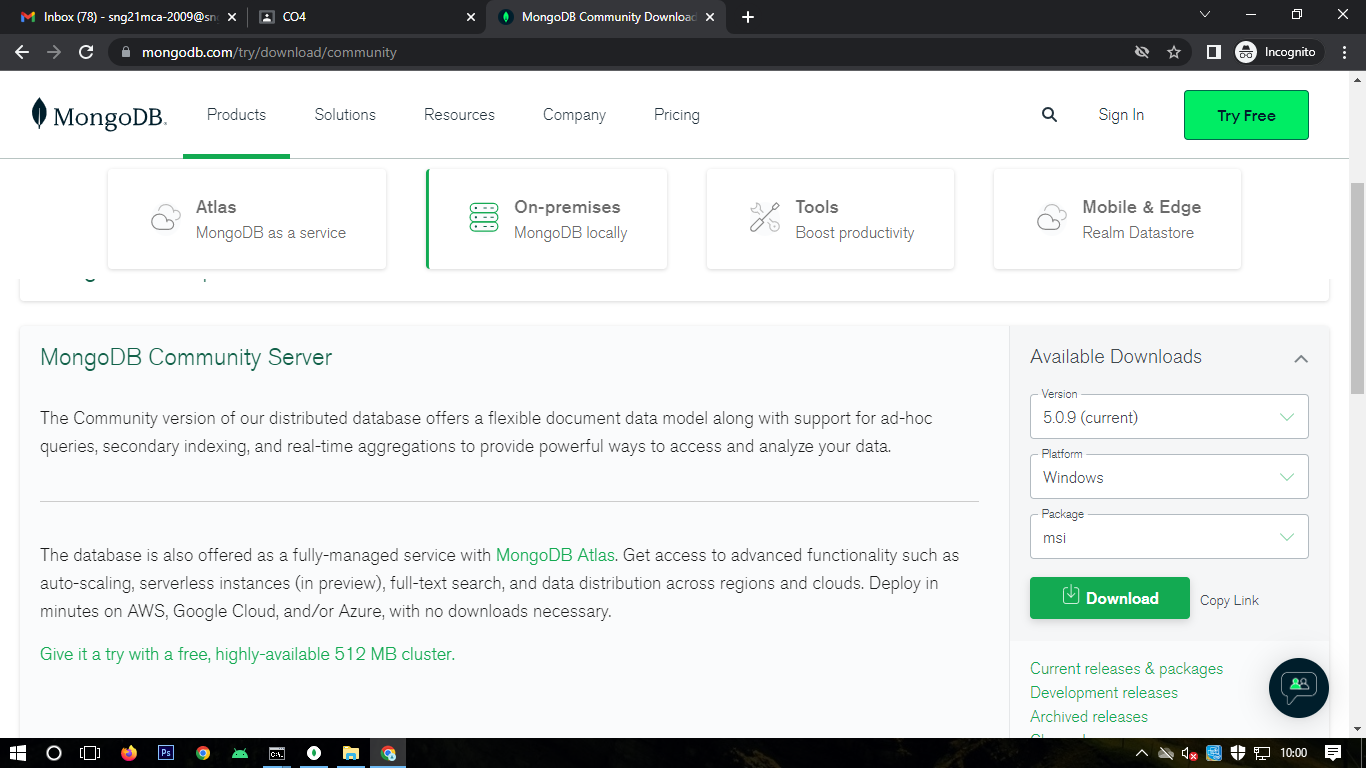 Inbox (78) - sng21mca-2009@sn
CO4
MongoDB Community Download
mongodb.com/try/download/community
Incognito
MongoDB.
Products
Solutions
Resources
Company
Pricing
Sign In
Try Free
Atlas
MongoDB as a service
On-premises
MongoDB locally
Tools
Boost productivity
Mobile & Edge
Realm Datastore
MongoDB Community Server
The Community version of our distributed database offers a flexible document data model along with support for ad-hoc
queries, secondary indexing, and real-time aggregations to provide powerful ways to access and analyze your data.
The database is also offered as a fully-managed service with MongoDB Atlas. Get access to advanced functionality such as
auto-scaling, serverless instances (in preview), full-text search, and data distribution across regions and clouds. Deploy in
minutes on AWS, Google Cloud, and/or Azure, with no downloads necessary.
Give it a try with a free, highly-available 512 MB cluster.
Available Downloads
Version
5.0.9 (current)
Platform
Windows
Package
msi
Download
Copy Link
Current releases & packages
Development releases
Archived releases
Ps
10:00